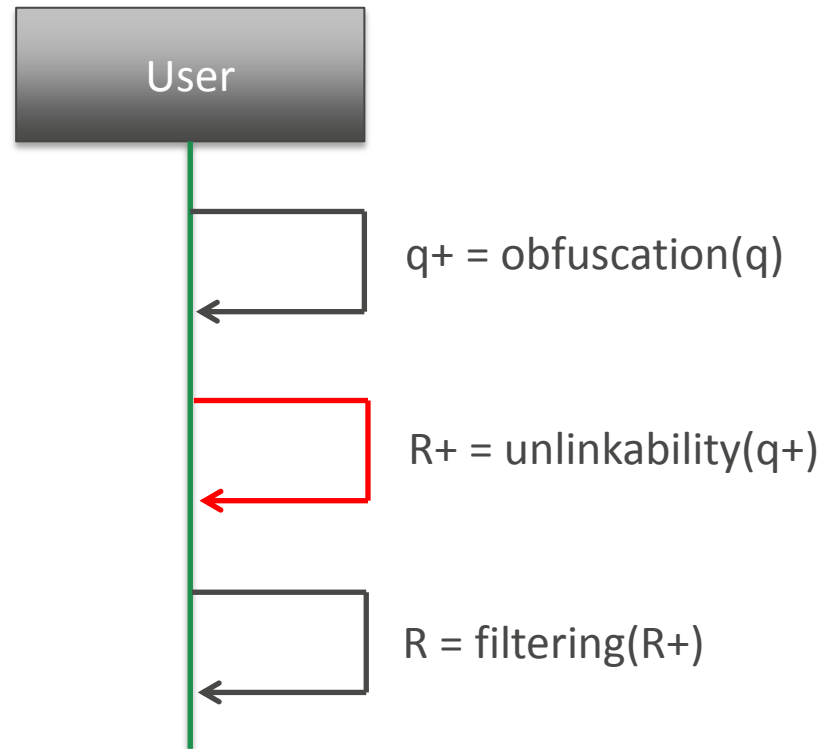 User
q+ = obfuscation(q)
R+ = unlinkability(q+)
R = filtering(R+)